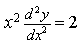 x² d²y/dx² = 2